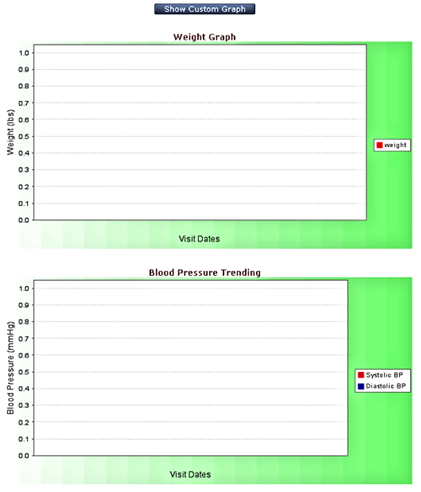 Show Custom Graph
Weight Graph
1.0
0.9
0.8
0.7
0.6
0.5
0.4
0.3
0.2
0.1
0.0
Weight (lbs)
weight
Visit Dates
Blood Pressure Trending
1.0
0.9
0.8
0.7
0.6
0.5
0.4
0.3
0.2
0.1
0.0
Blood Pressure (mmHg)
Systolic BP
Diastolic BP
Visit Dates